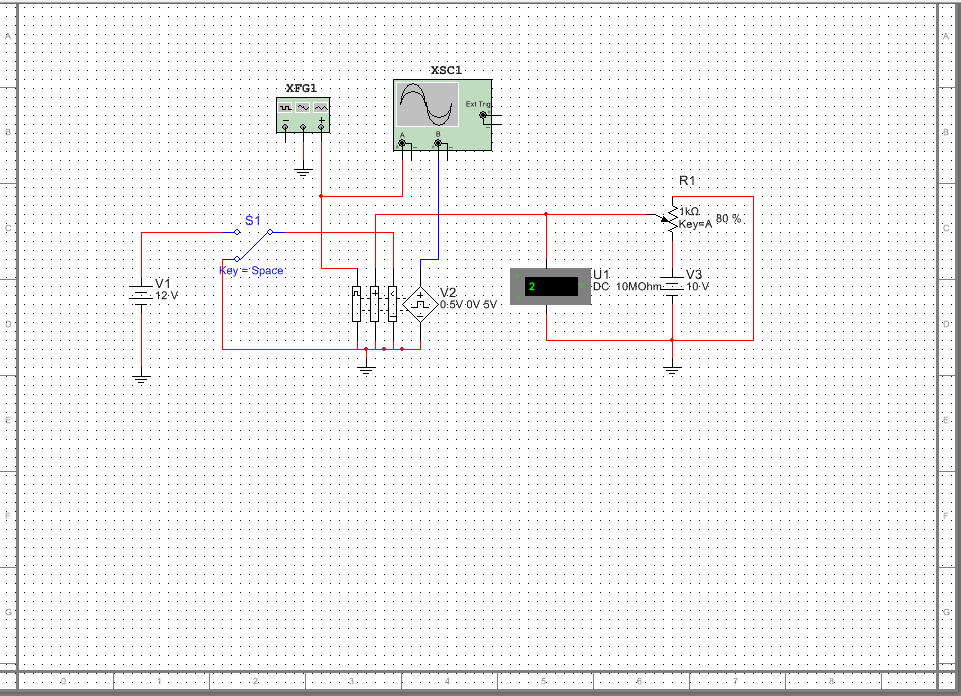 A
A
XSC1
XFG1
Ext Trig
+
B
B
A
B
R1
1kΩ
80 %
Key=A
S1
C
C
Key = Space
V1
12 V
V2
0.5V 0V 5V
2
U1
DC 10MOhm
V3
10 V
D
D
E
E
F
F
G
G
0
1
2
3
4
5
6
7
8